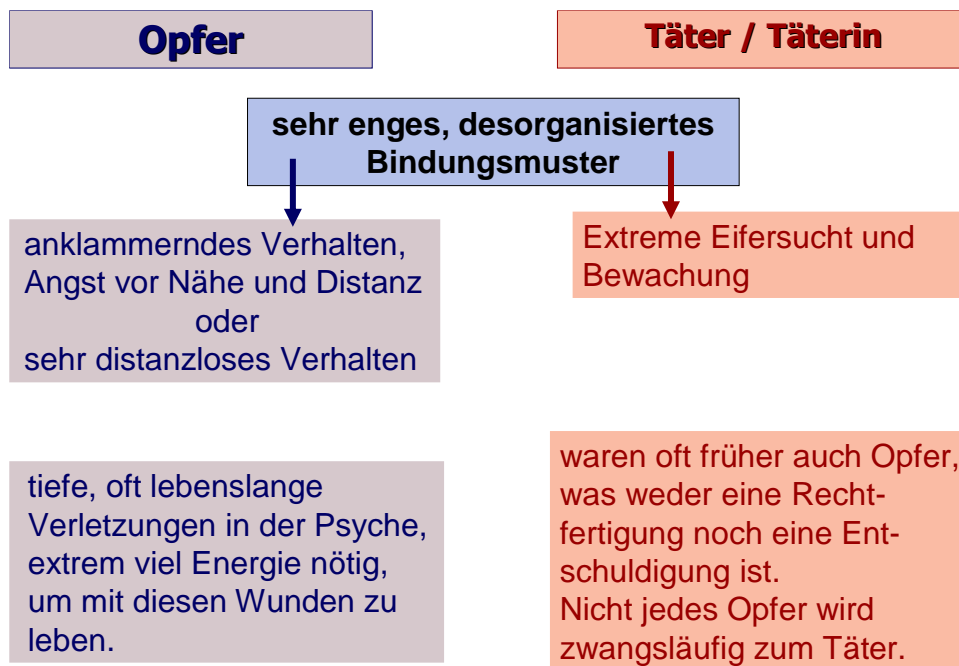 Opfer
Täter / Täterin
sehr enges, desorganisiertes
Bindungsmuster
anklammerndes Verhalten,
Angst vor Nähe und Distanz
oder
sehr distanzloses Verhalten
Extreme Eifersucht und
Bewachung
tiefe, oft lebenslange
Verletzungen in der Psyche,
extrem viel Energie nötig,
um mit diesen Wunden zu
leben.
waren oft früher auch Opfer,
was weder eine Recht-
fertigung noch eine Ent-
schuldigung ist.
Nicht jedes Opfer wird
zwangsläufig zum Täter.